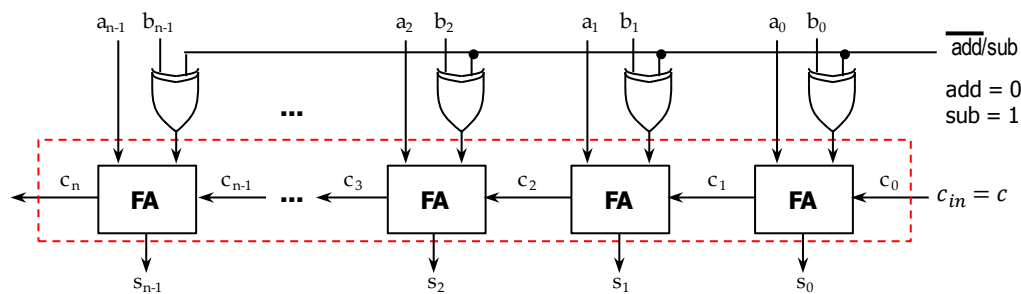 aₙ₋₁ bₙ₋₁ a₂ b₂ a₁ b₁ a₀ b₀
add/sub
add = 0
sub = 1
...
cₙ FA cₙ₋₁ ... c₃ FA c₂ FA c₁ FA c₀ c_in = c
sₙ₋₁ s₂ s₁ s₀